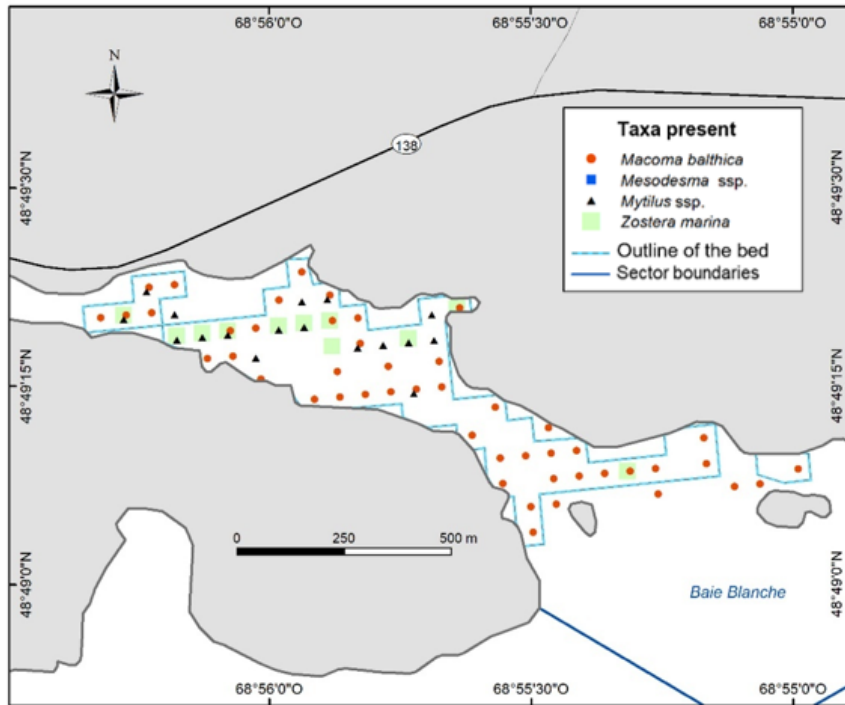 68°56'0"O
68°55'30"O
68°55'0"O
N
138
Taxa present
Macoma balthica
Mesodesma ssp.
Mytilus ssp.
Zostera marina
Outline of the bed
Sector boundaries
48°49'30"N
48°49'30"N
48°49'15"N
48°49'15"N
0
250
500 m
48°49'0"N
48°49'0"N
Baie Blanche
68°56'0"O
68°55'30"O
68°55'0"O